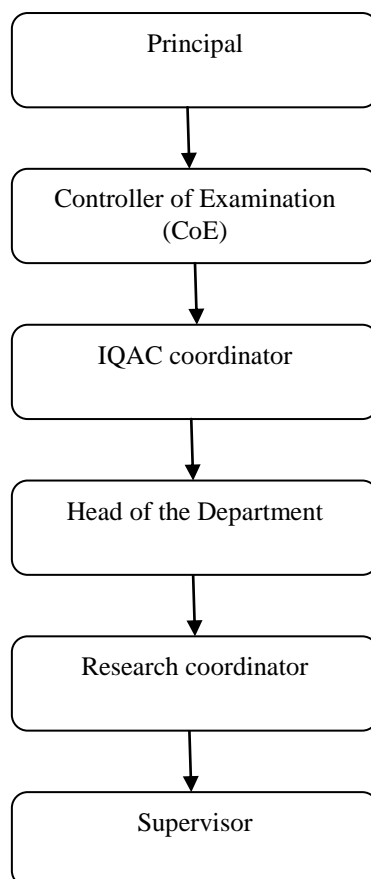 Principal
Controller of Examination
(CoE)
IQAC coordinator
Head of the Department
Research coordinator
Supervisor